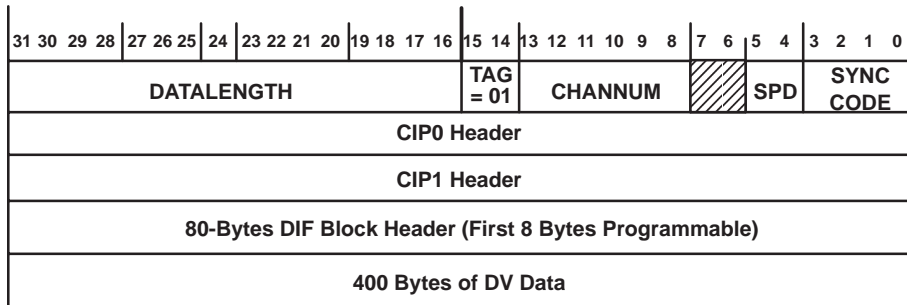 31 30 29 28 27 26 25 24 23 22 21 20 19 18 17 16 15 14 13 12 11 10 9 8 7 6 5 4 3 2 1 0
DATALENGTH TAG = 01 CHANNUM SPD SYNC CODE
CIP0 Header
CIP1 Header
80-Bytes DIF Block Header (First 8 Bytes Programmable)
400 Bytes of DV Data